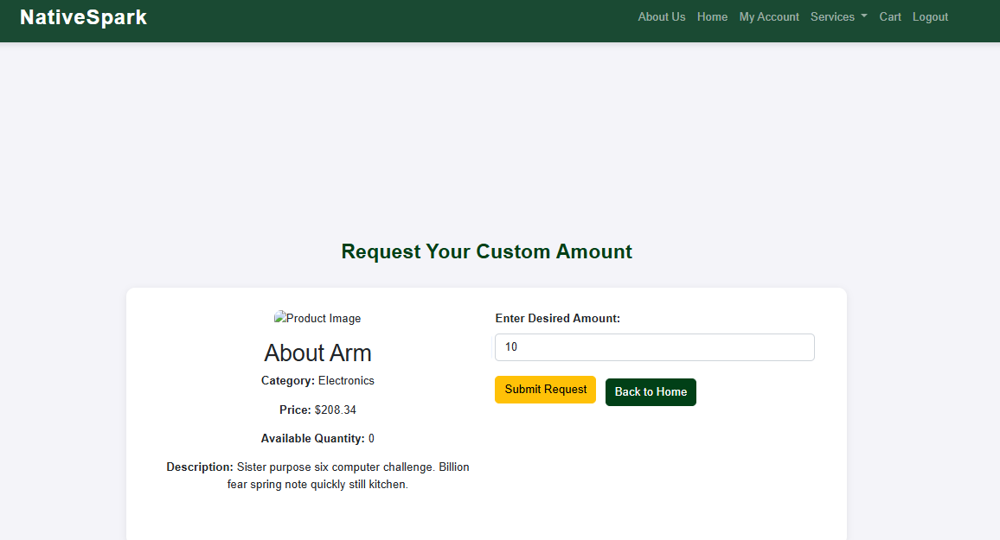 NativeSpark
About Us Home My Account Services Cart Logout
Request Your Custom Amount
Product Image
About Arm
Category: Electronics
Price: $208.34
Available Quantity: 0
Description: Sister purpose six computer challenge. Billion
fear spring note quickly still kitchen.
Enter Desired Amount:
10
Submit Request
Back to Home